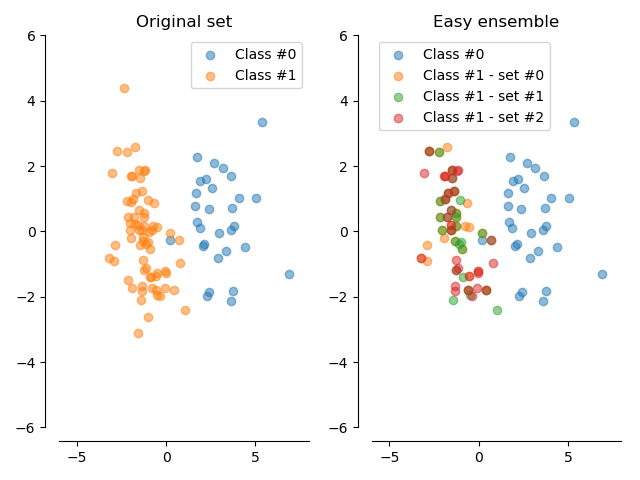 Original set
Class #0
Class #1
6
4
2
0
−2
−4
−6
−5
0
5
Easy ensemble
Class #0
Class #1 - set #0
Class #1 - set #1
Class #1 - set #2
6
4
2
0
−2
−4
−6
−5
0
5